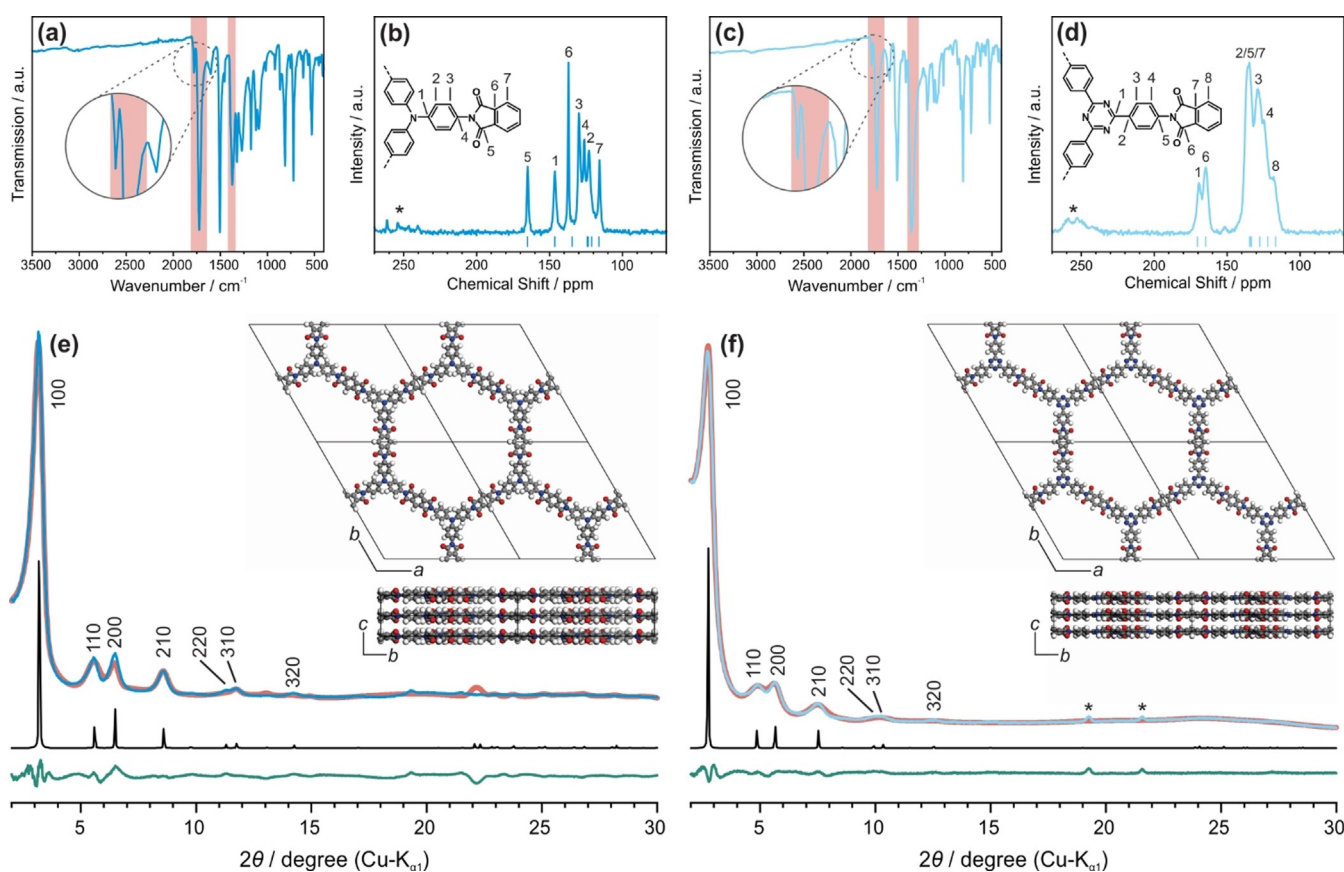 (a)
Transmission / a.u.
3500 3000 2500 2000 1500 1000 500
Wavenumber / cm-1
(b)
Intensity / a.u.
1 2 3 N 4 N O O 5 6 7
*
5 1 6 3 4 2 7
250 200 150 100
Chemical Shift / ppm
(c)
Transmission / a.u.
3500 3000 2500 2000 1500 1000 500
Wavenumber / cm-1
(d)
Intensity / a.u.
N N N 1 2 3 4 5 N O O 6 7 8
*
1 6 2/5/7 3 4 8
250 200 150 100
Chemical Shift / ppm
(e)
100
110
200
210
220
310
320
b
a
c
b
5 10 15 20 25 30
2θ / degree (Cu-Kα1)
(f)
100
110
200
210
220
310
320
* *
b
a
c
b
5 10 15 20 25 30
2θ / degree (Cu-Kα1)